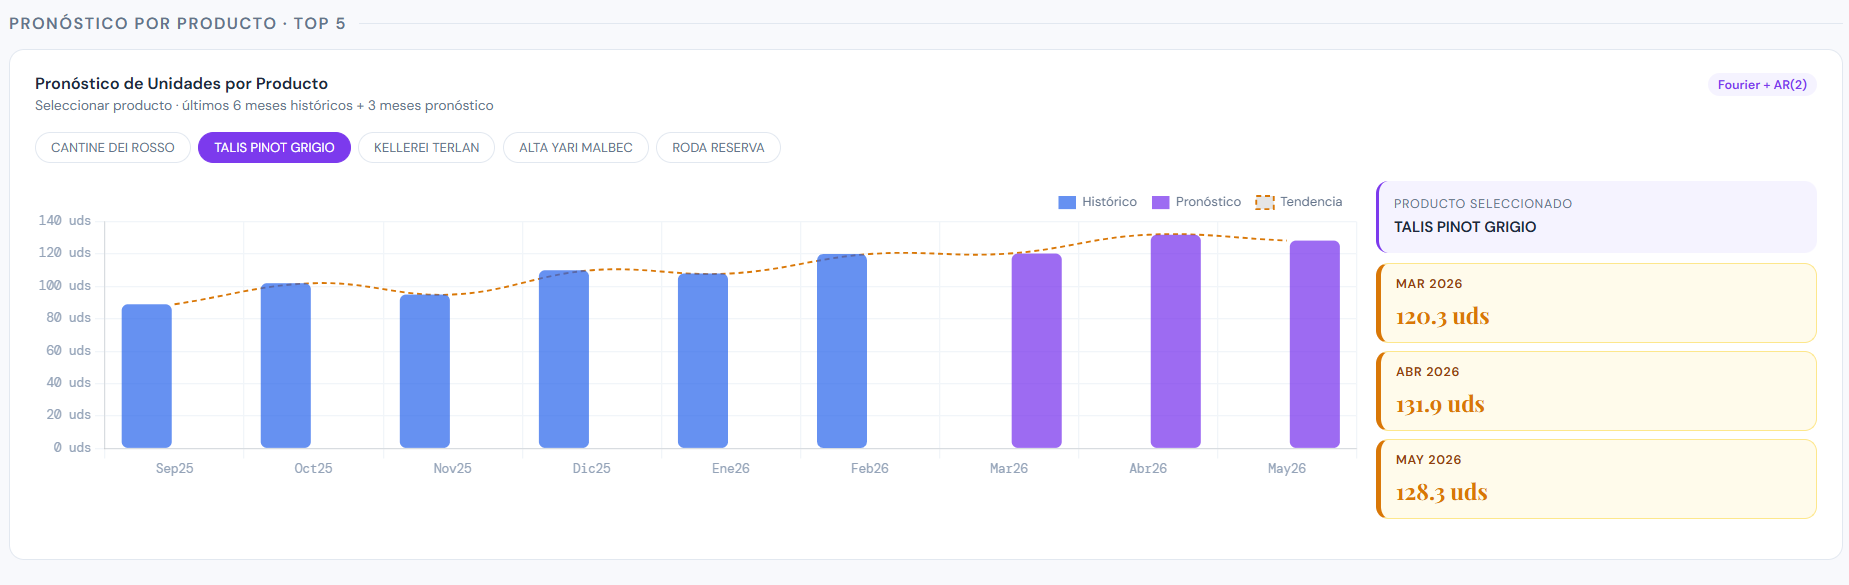 PRONÓSTICO POR PRODUCTO · TOP 5
Pronóstico de Unidades por Producto
Fourier + AR(2)
Seleccionar producto · últimos 6 meses históricos + 3 meses pronóstico
CANTINE DEI ROSSO
TALIS PINOT GRIGIO
KELLEREI TERLAN
ALTA YARI MALBEC
RODA RESERVA
Histórico
Pronóstico
Tendencia
140 uds
120 uds
100 uds
80 uds
60 uds
40 uds
20 uds
0 uds
Sep25
Oct25
Nov25
Dic25
Ene26
Feb26
Mar26
Abr26
May26
PRODUCTO SELECCIONADO
TALIS PINOT GRIGIO
MAR 2026
120.3 uds
ABR 2026
131.9 uds
MAY 2026
128.3 uds